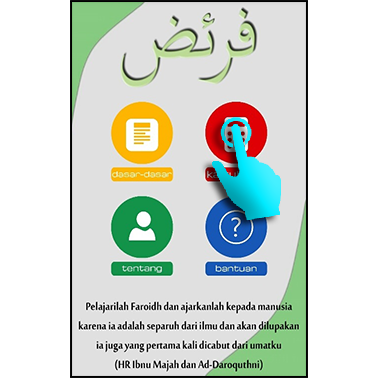 فرئض
dasar-dasar
tentang
bantuan
?
Pelajarilah Faroidh dan ajarkanlah kepada manusia
karena ia adalah separuh dari ilmu dan akan dilupakan
ia juga yang pertama kali dicabut dari umatku
(HR Ibnu Majah dan Ad-Daroquthni)